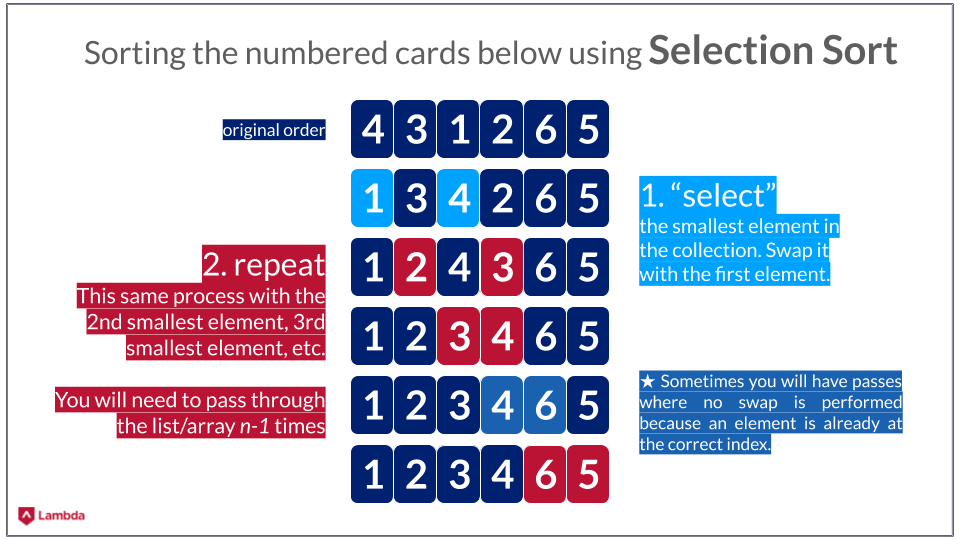 Sorting the numbered cards below using Selection Sort
original order
4 3 1 2 6 5
1 3 4 2 6 5
1. “select”
the smallest element in
the collection. Swap it
with the first element.
1 2 4 3 6 5
2. repeat
This same process with the
2nd smallest element, 3rd
smallest element, etc.
1 2 3 4 6 5
1 2 3 4 6 5
You will need to pass through
the list/array n-1 times
★ Sometimes you will have passes
where no swap is performed
because an element is already at
the correct index.
1 2 3 4 6 5
Lambda